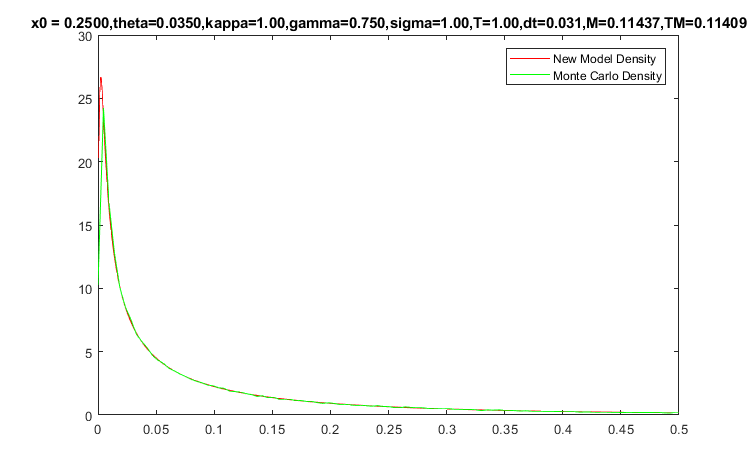 x0 = 0.2500,theta=0.0350,kappa=1.00,gamma=0.750,sigma=1.00,T=1.00,dt=0.031,M=0.11437,TM=0.11409
New Model Density
Monte Carlo Density
30
25
20
15
10
5
0
0 0.05 0.1 0.15 0.2 0.25 0.3 0.35 0.4 0.45 0.5